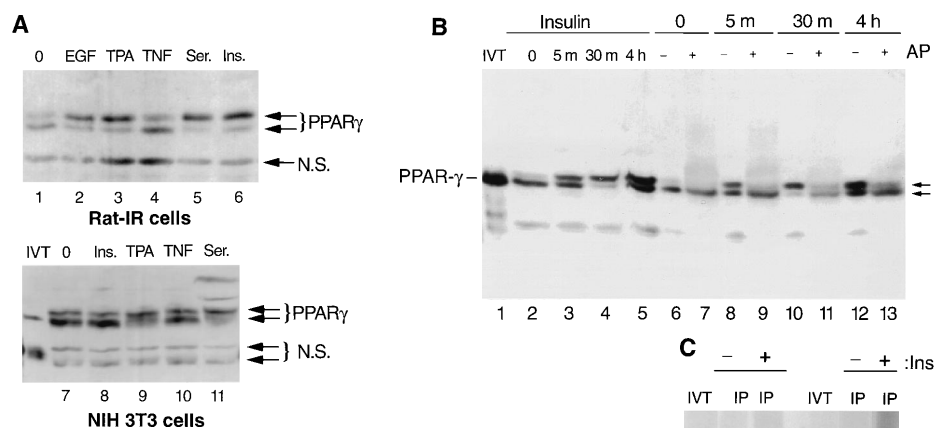 A
0 EGF TPA TNF Ser. Ins.
}PPARγ
N.S.
1 2 3 4 5 6
Rat-IR cells
IVT 0 Ins. TPA TNF Ser.
}PPARγ
} N.S.
7 8 9 10 11
NIH 3T3 cells
B
Insulin 0 5 m 30 m 4 h
IVT 0 5 m 30 m 4 h − + − + − + − + AP
PPAR-γ –
1 2 3 4 5 6 7 8 9 10 11 12 13
C
− + − + :Ins
IVT IP IP IVT IP IP